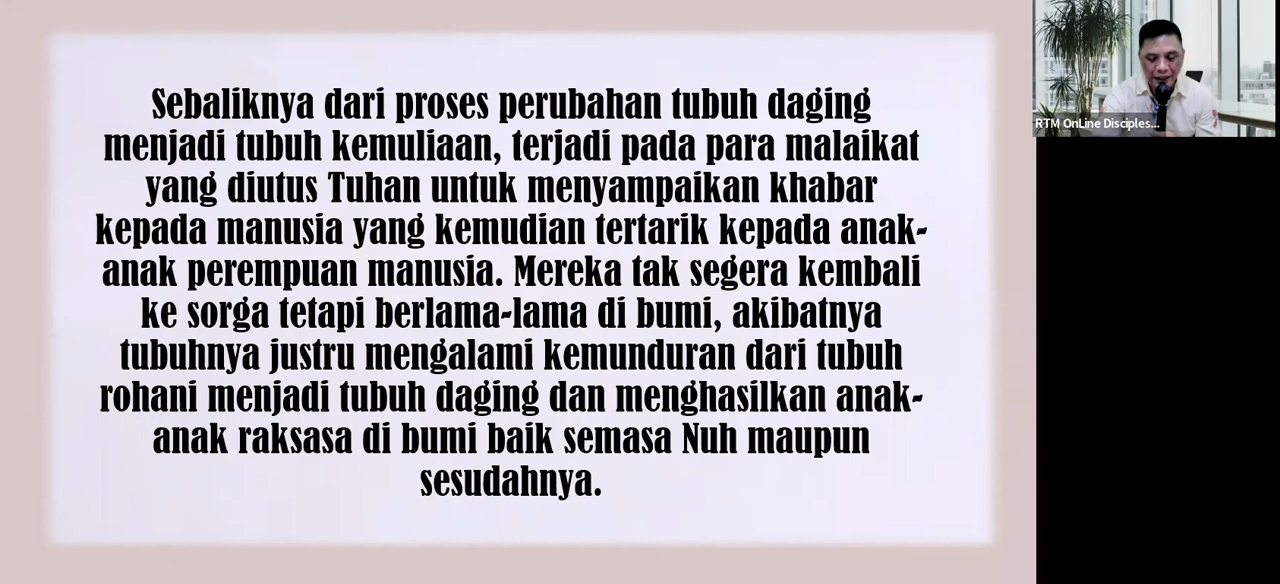 Sebaliknya dari proses perubahan tubuh daging
menjadi tubuh kemuliaan, terjadi pada para malaikat
yang diutus Tuhan untuk menyampaikan khabar
kepada manusia yang kemudian tertarik kepada anak-
anak perempuan manusia. Mereka tak segera kembali
ke sorga tetapi berlama-lama di bumi, akibatnya
tubuhnya justru mengalami kemunduran dari tubuh
rohani menjadi tubuh daging dan menghasilkan anak-
anak raksasa di bumi baik semasa Nuh maupun
sesudahnya.
RTM OnLine Disciples...